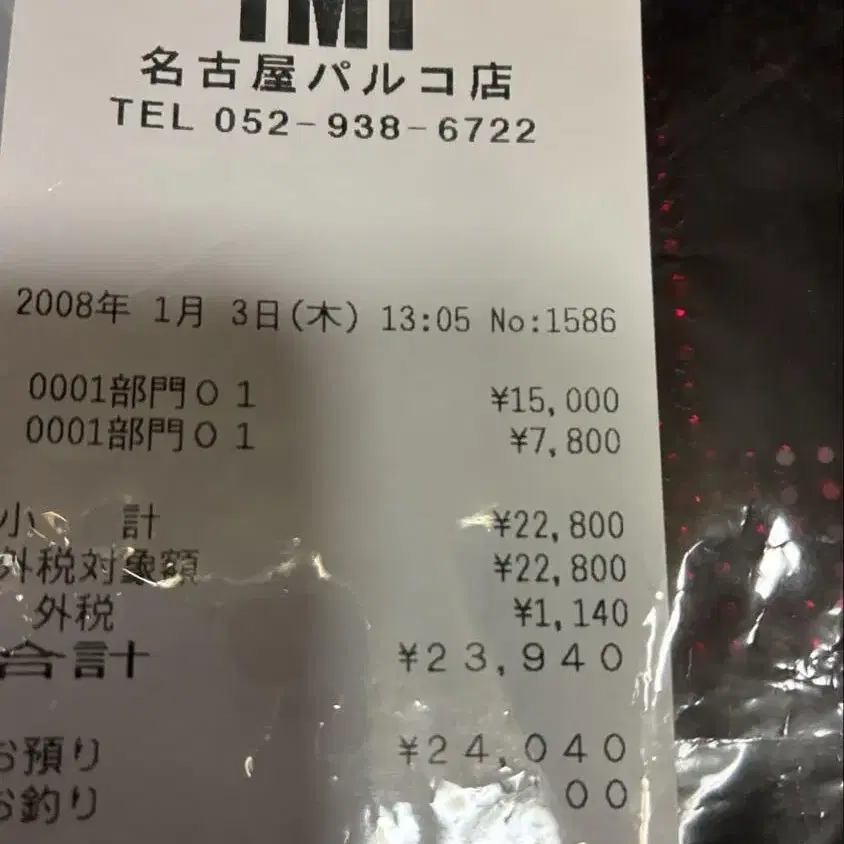 名古屋パルコ店
TEL 052-938-6722
2008年 1月 3日(木) 13:05 No:1586
0001部門01 ¥15,000
0001部門01 ¥7,800
小 計 ¥22,800
外税対象額 ¥22,800
外税 ¥1,140
合計 ¥23,940
お預り ¥24,040
お釣り 00